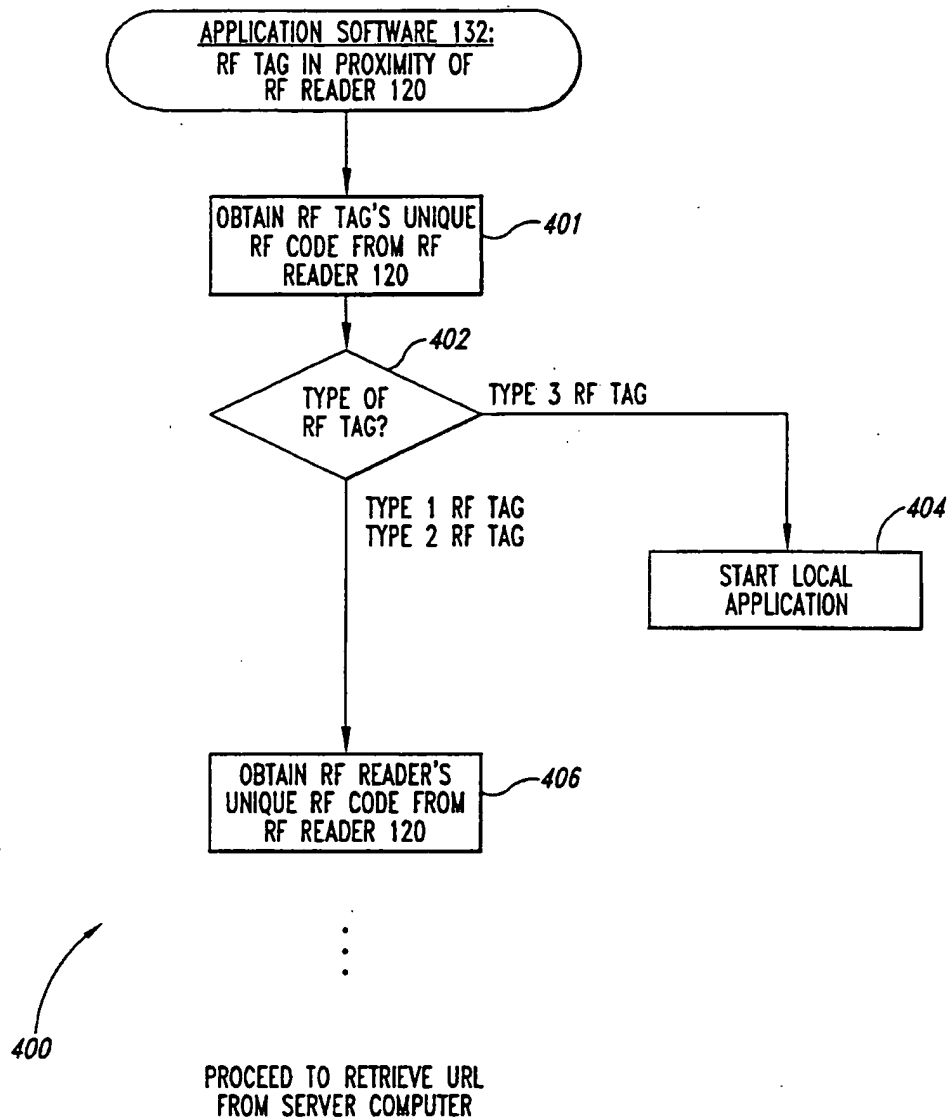 APPLICATION SOFTWARE 132:
RF TAG IN PROXIMITY OF
RF READER 120
OBTAIN RF TAG'S UNIQUE
RF CODE FROM RF
READER 120
401
402
TYPE OF
RF TAG?
TYPE 3 RF TAG
TYPE 1 RF TAG
TYPE 2 RF TAG
404
START LOCAL
APPLICATION
OBTAIN RF READER'S
UNIQUE RF CODE FROM
RF READER 120
406
400
PROCEED TO RETRIEVE URL
FROM SERVER COMPUTER